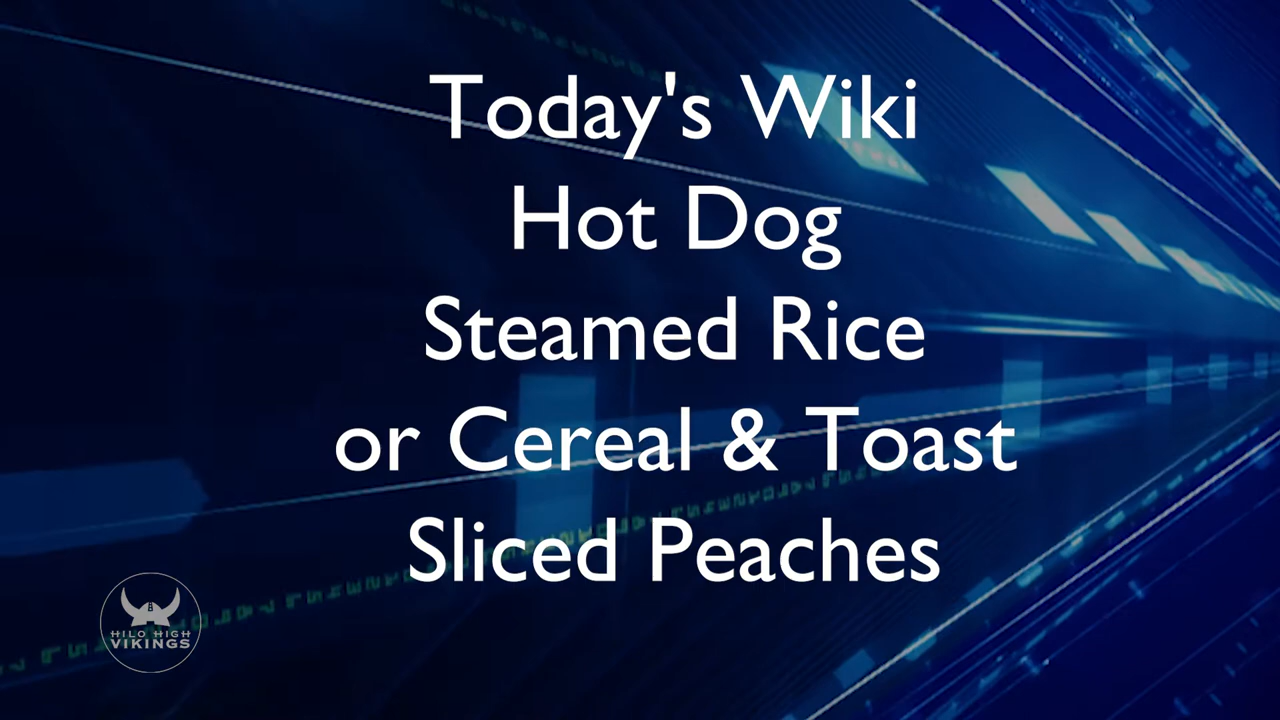 Today's Wiki
Hot Dog
Steamed Rice
or Cereal & Toast
Sliced Peaches
HILO HIGH
VIKINGS